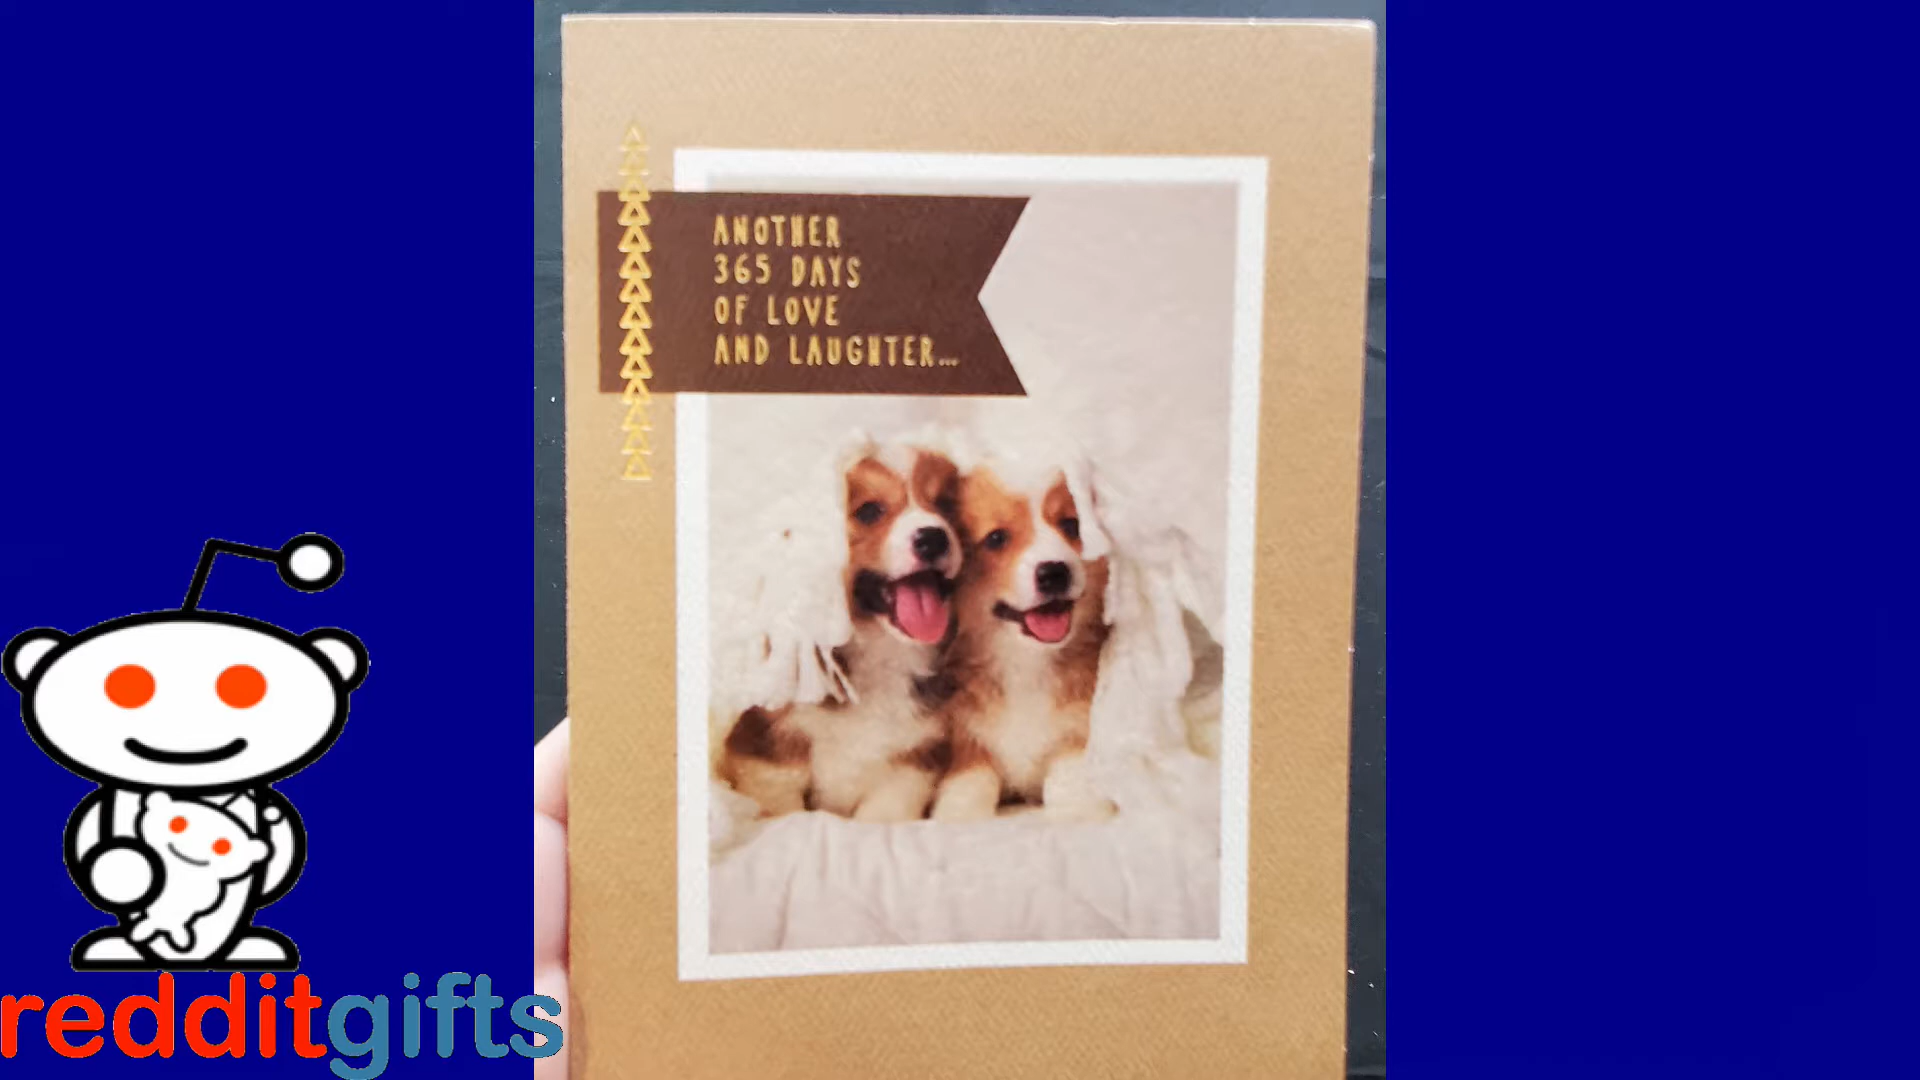 ANOTHER
365 DAYS
OF LOVE
AND LAUGHTER...
redditgifts